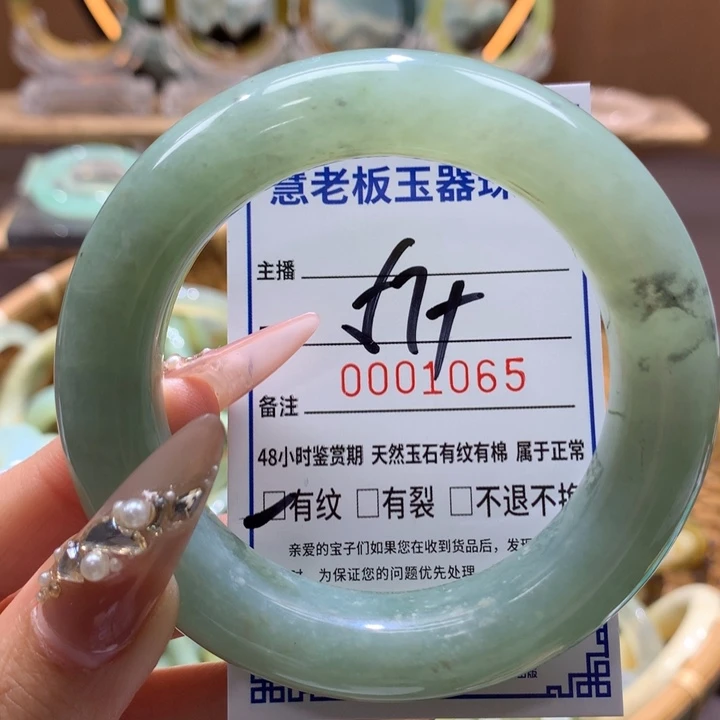 慧老板玉器珠
主播
57+
0001065
备注
48小时鉴赏期 天然玉石有纹有棉 属于正常
□有纹 □有裂 □不退不换
亲爱的宝子们如果您在收到货品后，发现
为保证您的问题优先处理